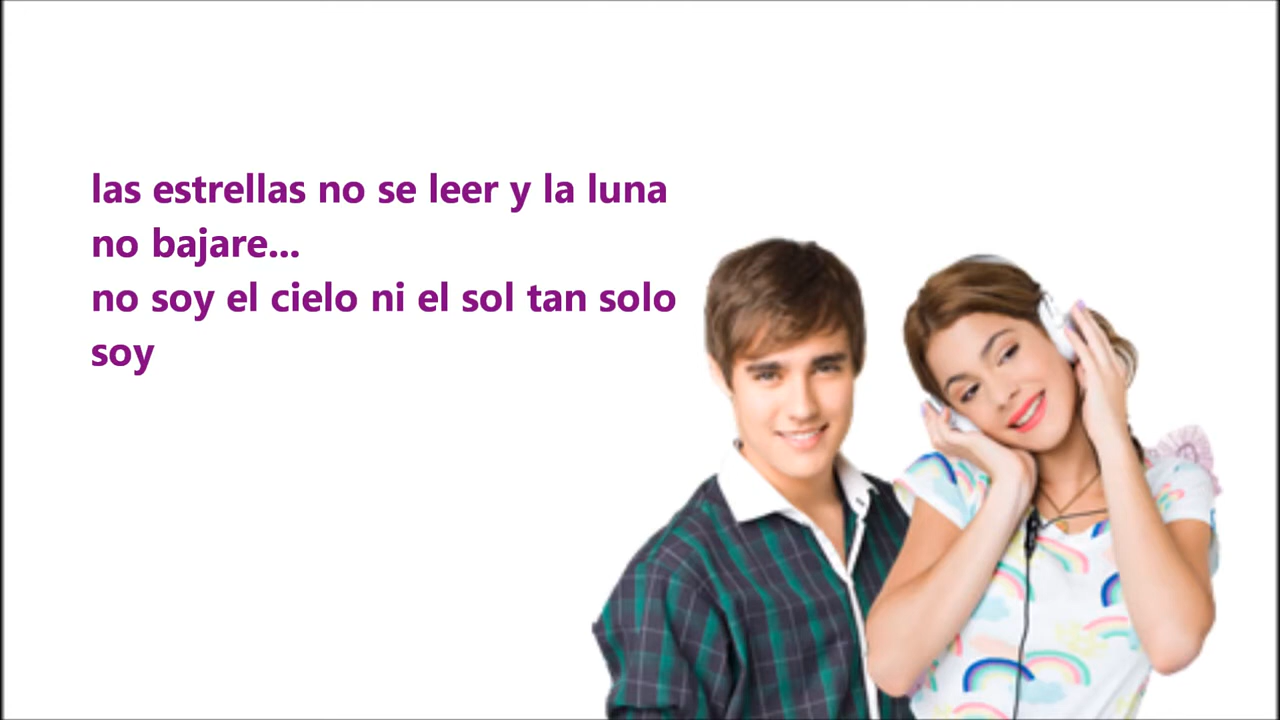 las estrellas no se leer y la luna
no bajare...
no soy el cielo ni el sol tan solo
soy